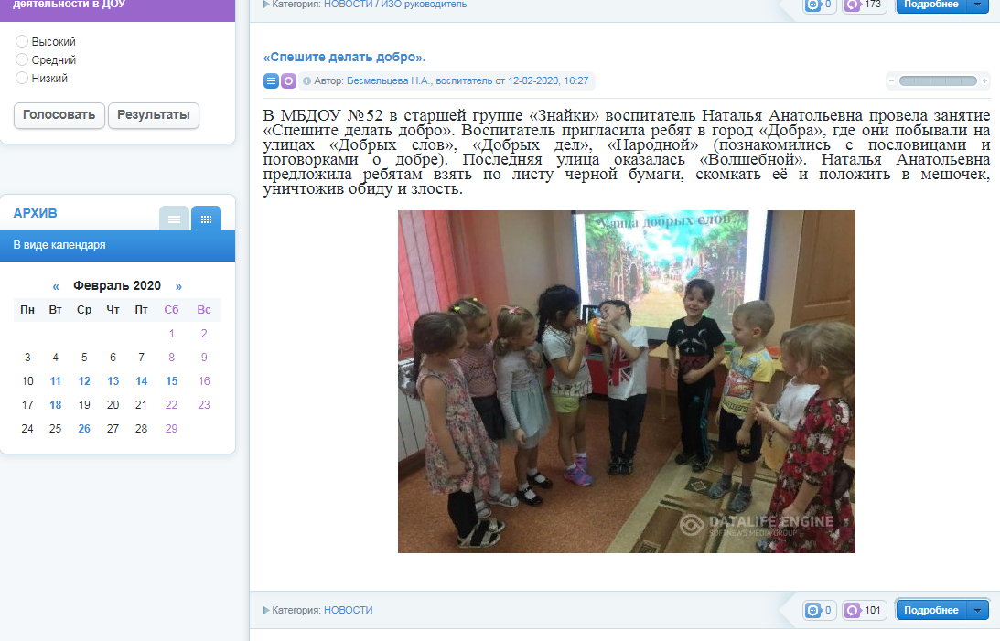 деятельности в ДОУ
Высокий
Средний
Низкий
Голосовать Результаты
АРХИВ
В виде календаря
« Февраль 2020 »
Пн Вт Ср Чт Пт Сб Вс
1 2
3 4 5 6 7 8 9
10 11 12 13 14 15 16
17 18 19 20 21 22 23
24 25 26 27 28 29
Категория: НОВОСТИ / ИЗО руководитель
0 173 Подробнее
«Спешите делать добро».
Автор: Бесмельцева Н.А., воспитатель от 12-02-2020, 16:27
В МБДОУ №52 в старшей группе «Знайки» воспитатель Наталья Анатольевна провела занятие
«Спешите делать добро». Воспитатель пригласила ребят в город «Добра», где они побывали на
улицах «Добрых слов», «Добрых дел», «Народной» (познакомились с пословицами и
поговорками о добре). Последняя улица оказалась «Волшебной». Наталья Анатольевна
предложила ребятам взять по листу черной бумаги, скомкать её и положить в мешочек,
уничтожив обиду и злость.
Улица добрых слов
DATALIFE ENGINE
SOFTNEWS MEDIA GROUP
Категория: НОВОСТИ
0 101 Подробнее